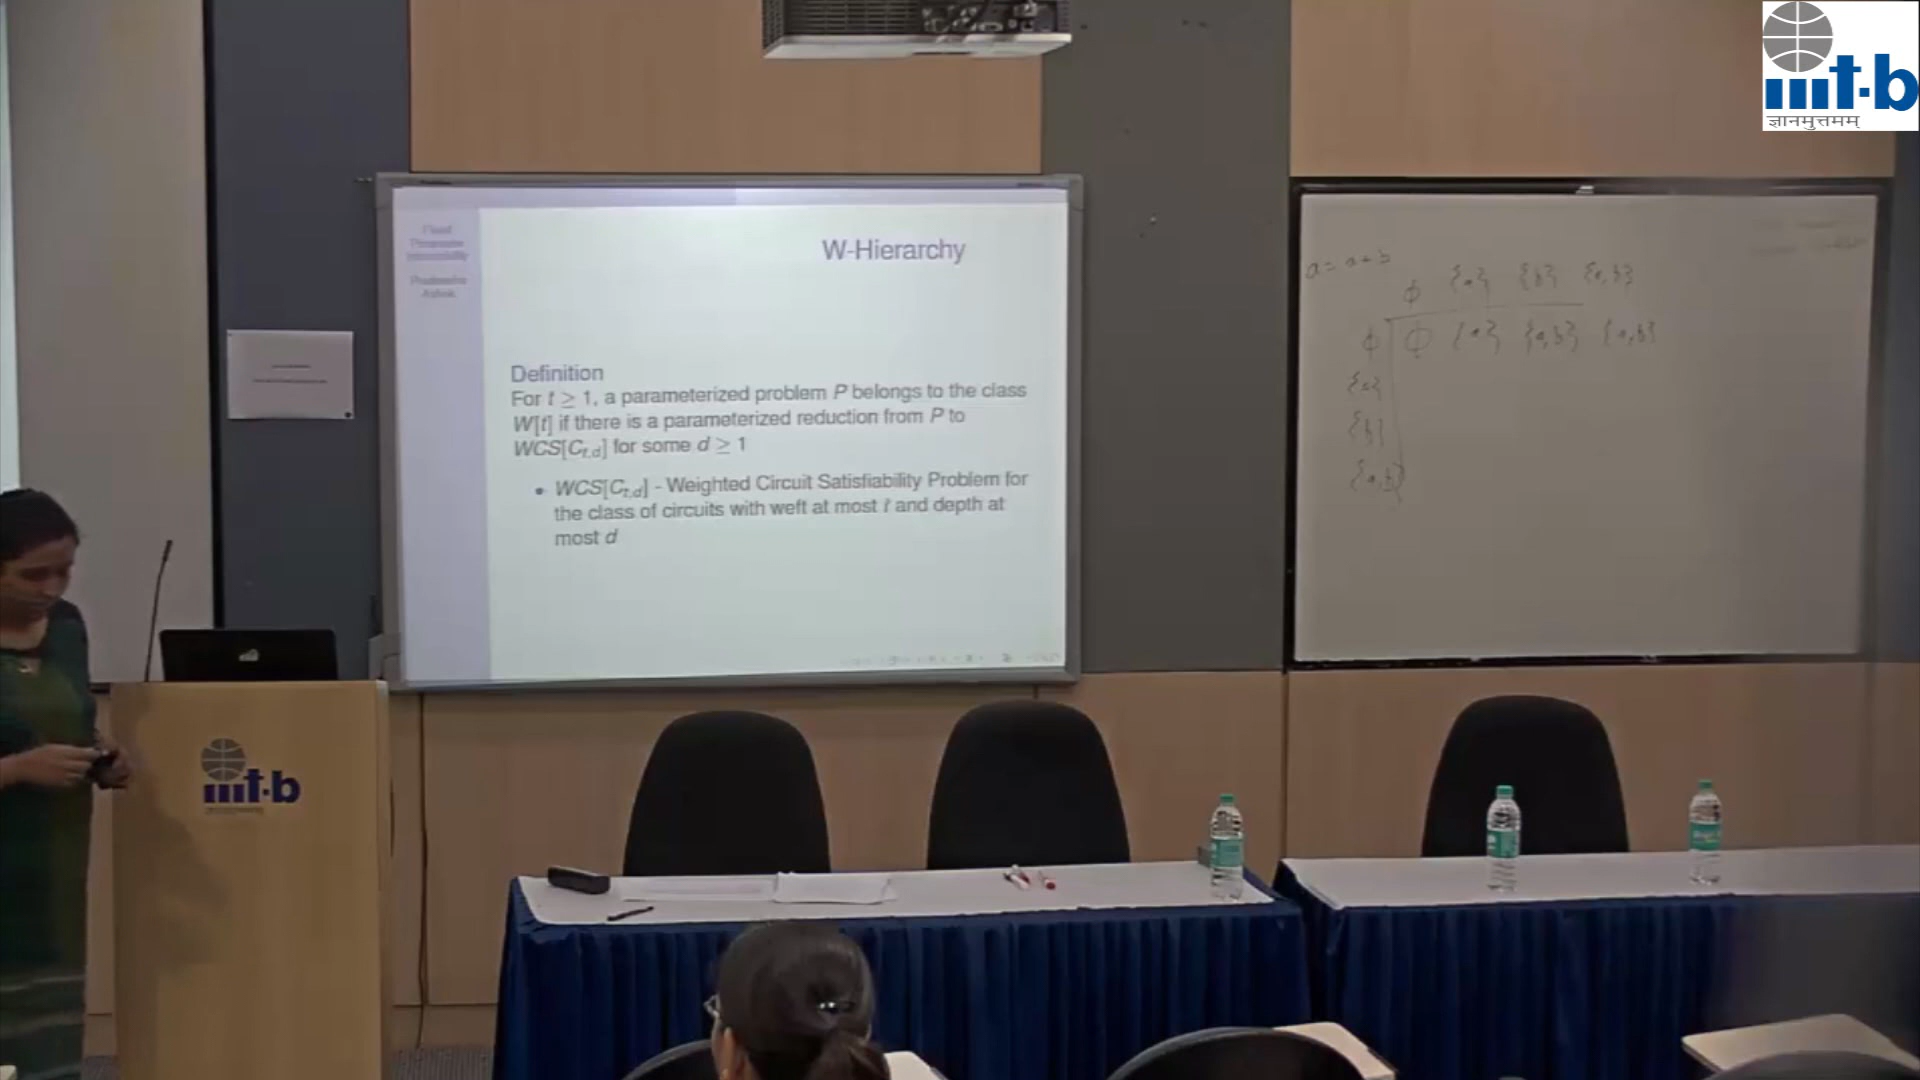 W-Hierarchy
Definition
For t ≥ 1, a parameterized problem P belongs to the class
W[t] if there is a parameterized reduction from P to
WCS[C_{t,d}] for some d ≥ 1
• WCS[C_{t,d}] - Weighted Circuit Satisfiability Problem for
the class of circuits with weft at most t and depth at
most d
a = a + b
ϕ {a} {b} {a, b}
ϕ ϕ {a} {a,b} {a,b}
{a}
{b}
{a,b}
iiit-b
ज्ञानमुत्तमम्
iiit-b